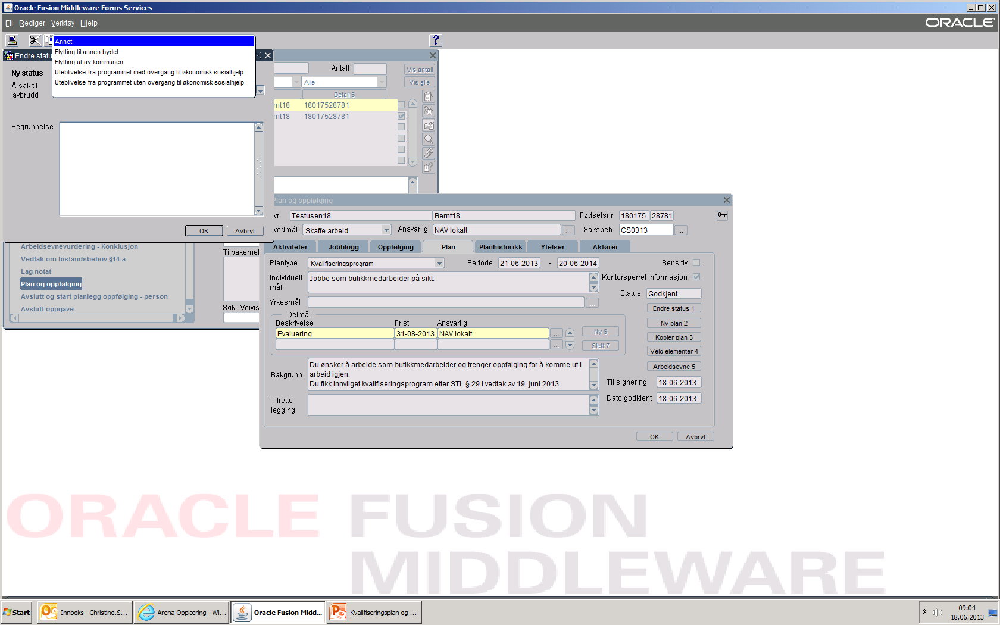 Oracle Fusion Middleware Forms Services
Fil Rediger Verktøy Hjelp
ORACLE
Annet
Flytting til annen bydel
Flytting ut av kommunen
Uteblivelse fra programmet med overgang til økonomisk sosialhjelp
Uteblivelse fra programmet uten overgang til økonomisk sosialhjelp
Endre statu
Ny status
Årsak til
avbrudd
Begrunnelse
OK Avbryt
Antall Vis antall
Alle Vis alle
Detalj 5
rnt18 18017528781
rnt18 18017528781
Arbeidsevnevurdering - Konklusjon
Vedtak om bistandsbehov §14-a
Lag notat
Plan og oppfølging
Avslutt og start planlegg oppfølging - person
Avslutt oppgave
Tilbakemel
Søk i Veivis
Plan og oppfølging
vn Testusen18 Bernt18 Fødselsnr 180175 28781
vedmål Skaffe arbeid Ansvarlig NAV lokalt ... Saksbeh. CS0313 ...
Aktiviteter Jobblogg Oppfølging Plan Planhistorikk Ytelser Aktører
Plantype Kvalifiseringsprogram Periode 21-06-2013 - 20-06-2014 Sensitiv
Individuelt
mål
Jobbe som butikkmedarbeider på sikt.
Kontorsperret informasjon
Status Godkjent
Yrkesmål ...
Endre status 1
Ny plan 2
Kopier plan 3
Velg elementer 4
Arbeidsevne 5
Delmål
Beskrivelse Frist Ansvarlig
Evaluering 31-08-2013 NAV lokalt ... Ny 6
... Slett 7
Bakgrunn
Du ønsker å arbeide som butikkmedarbeider og trenger oppfølging for å komme ut i
arbeid igjen.
Du fikk innvilget kvalifiseringsprogram etter STL § 29 i vedtak av 19. juni 2013.
Til signering 18-06-2013
Dato godkjent 18-06-2013
Tilrette-
legging
OK Avbryt
ORACLE FUSION
MIDDLEWARE
Start Innboks - Christine.S... Arena Opplæring - Wi... Oracle Fusion Midd... Kvalifiseringsplan og ...
09:04
18.06.2013